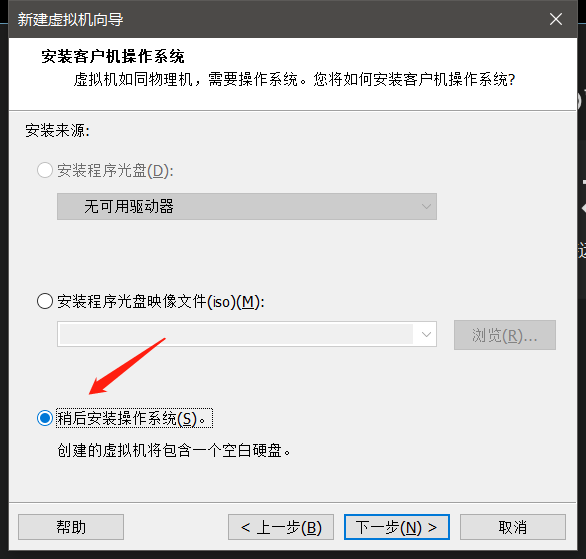 新建虚拟机向导
安装客户机操作系统
虚拟机如同物理机，需要操作系统。您将如何安装客户机操作系统?
安装来源:
安装程序光盘(D):
无可用驱动器
安装程序光盘映像文件(iso)(M):
浏览(R)...
稍后安装操作系统(S)。
创建的虚拟机将包含一个空白硬盘。
帮助
< 上一步(B)
下一步(N) >
取消